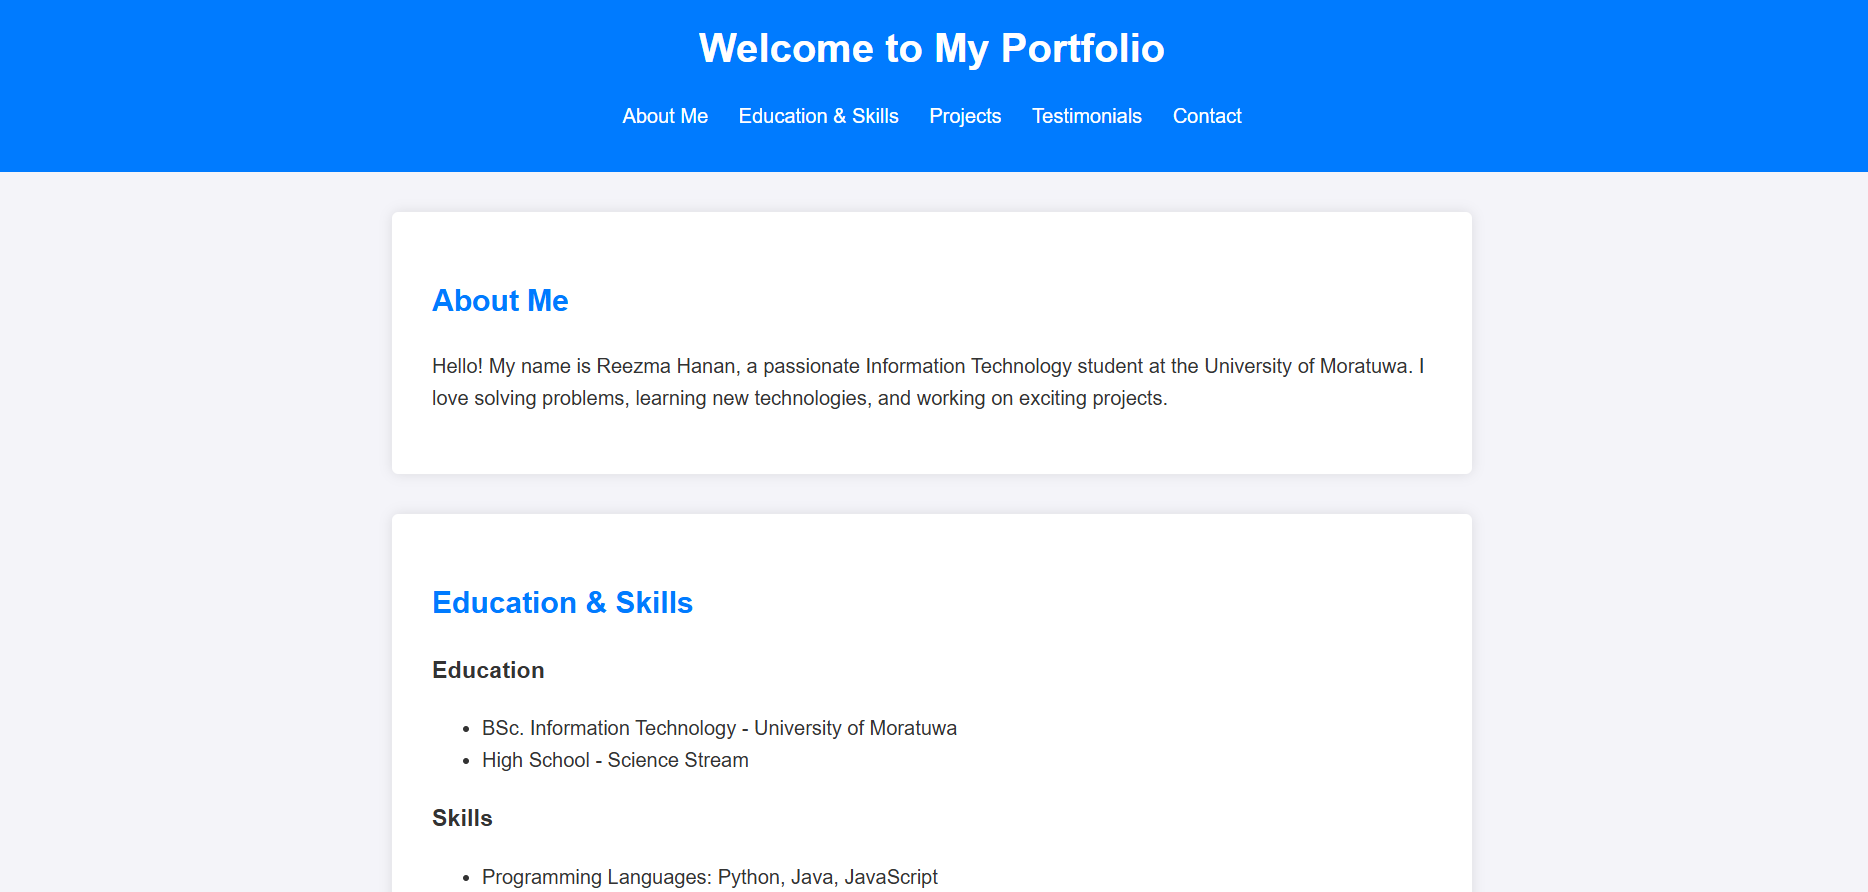 Welcome to My Portfolio
About Me Education & Skills Projects Testimonials Contact
About Me
Hello! My name is Reezma Hanan, a passionate Information Technology student at the University of Moratuwa. I
love solving problems, learning new technologies, and working on exciting projects.
Education & Skills
Education
• BSc. Information Technology - University of Moratuwa
• High School - Science Stream
Skills
• Programming Languages: Python, Java, JavaScript